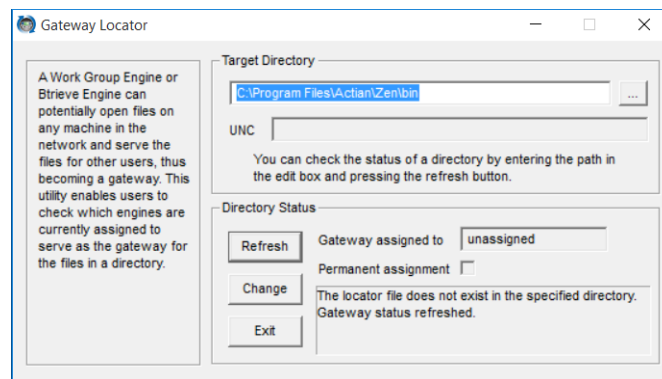 Gateway Locator
A Work Group Engine or
Btrieve Engine can
potentially open files on
any machine in the
network and serve the
files for other users, thus
becoming a gateway. This
utility enables users to
check which engines are
currently assigned to
serve as the gateway for
the files in a directory.
Target Directory
C:\Program Files\Actian\Zen\bin
...
UNC
You can check the status of a directory by entering the path in
the edit box and pressing the refresh button.
Directory Status
Refresh
Gateway assigned to
unassigned
Permanent assignment
Change
The locator file does not exist in the specified directory.
Gateway status refreshed.
Exit